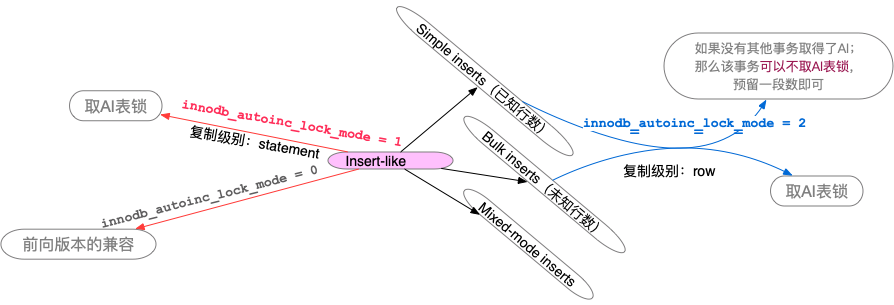 Simple inserts（已知行数）
如果没有其他事务取得了AI；
那么该事务可以不取AI表锁，
预留一段数即可
取AI表锁
innodb_autoinc_lock_mode = 1
复制级别：statement
innodb_autoinc_lock_mode = 2
Bulk inserts（未知行数）
Insert-like
复制级别：row
取AI表锁
innodb_autoinc_lock_mode = 0
前向版本的兼容
Mixed-mode inserts